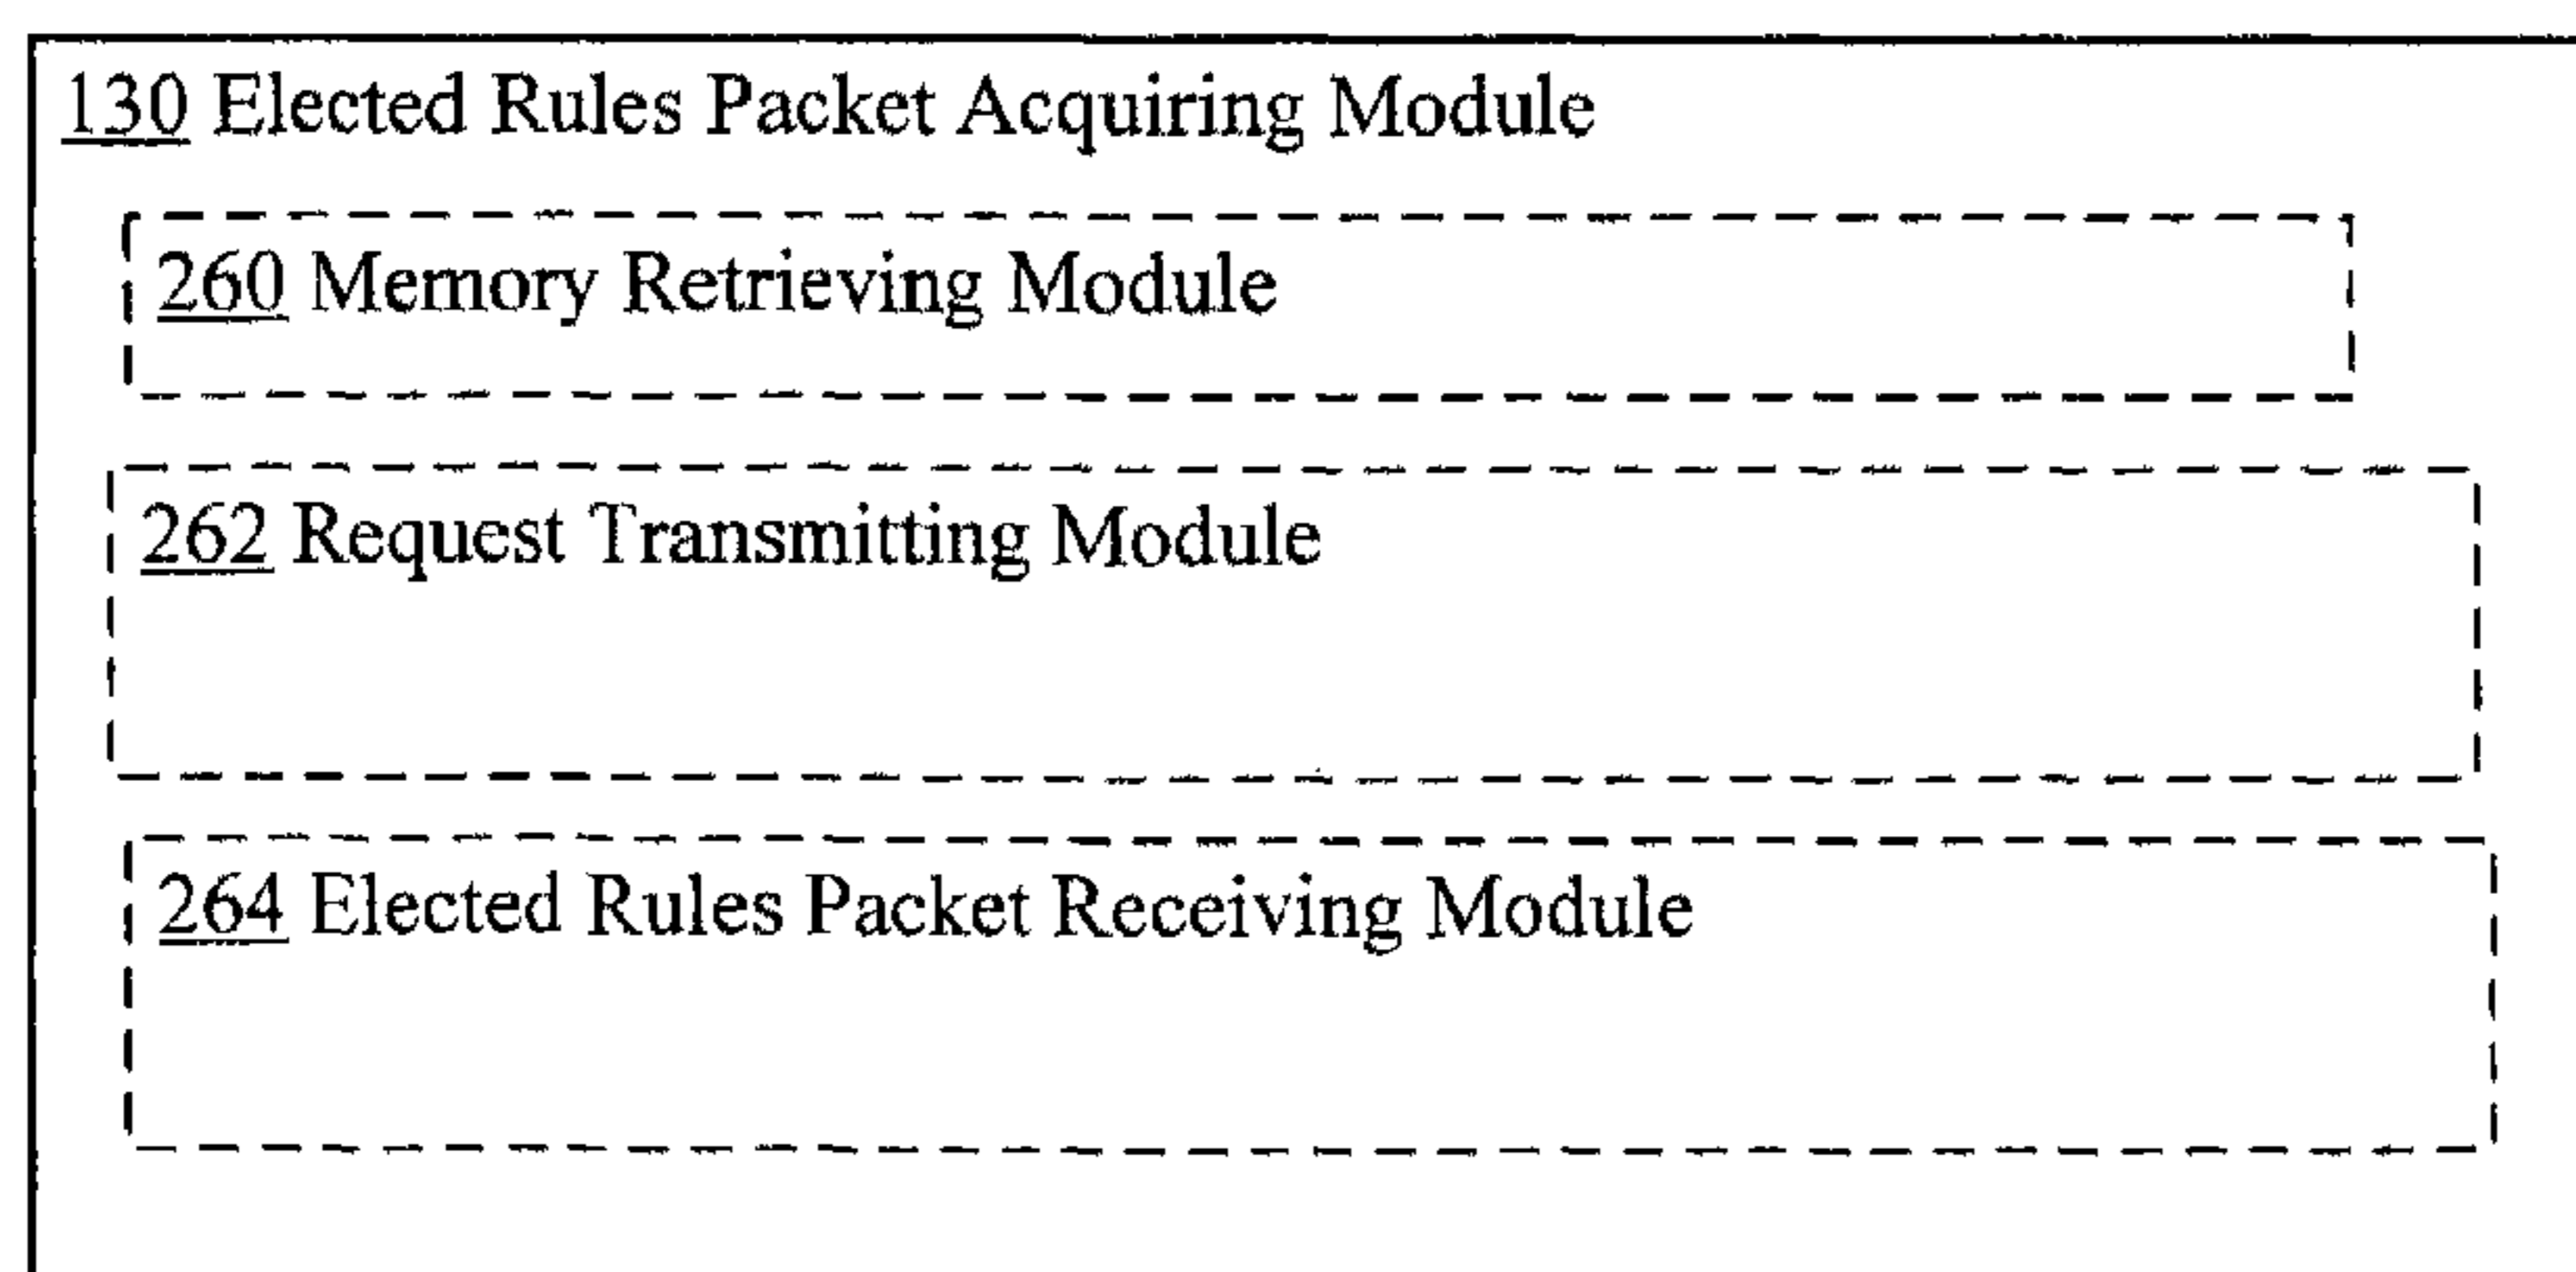 130 Elected Rules Packet Acquiring Module
260 Memory Retrieving Module
262 Request Transmitting Module
264 Elected Rules Packet Receiving Module